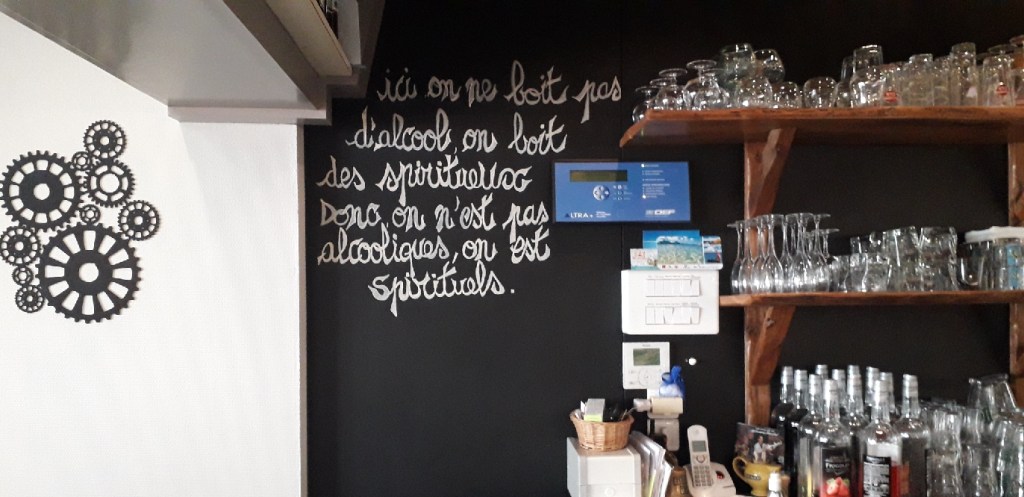 ici on ne boit pas
d'alcool, on boit
des spiritueux
Donc on n'est pas
alcooliques, on est
spirituels.